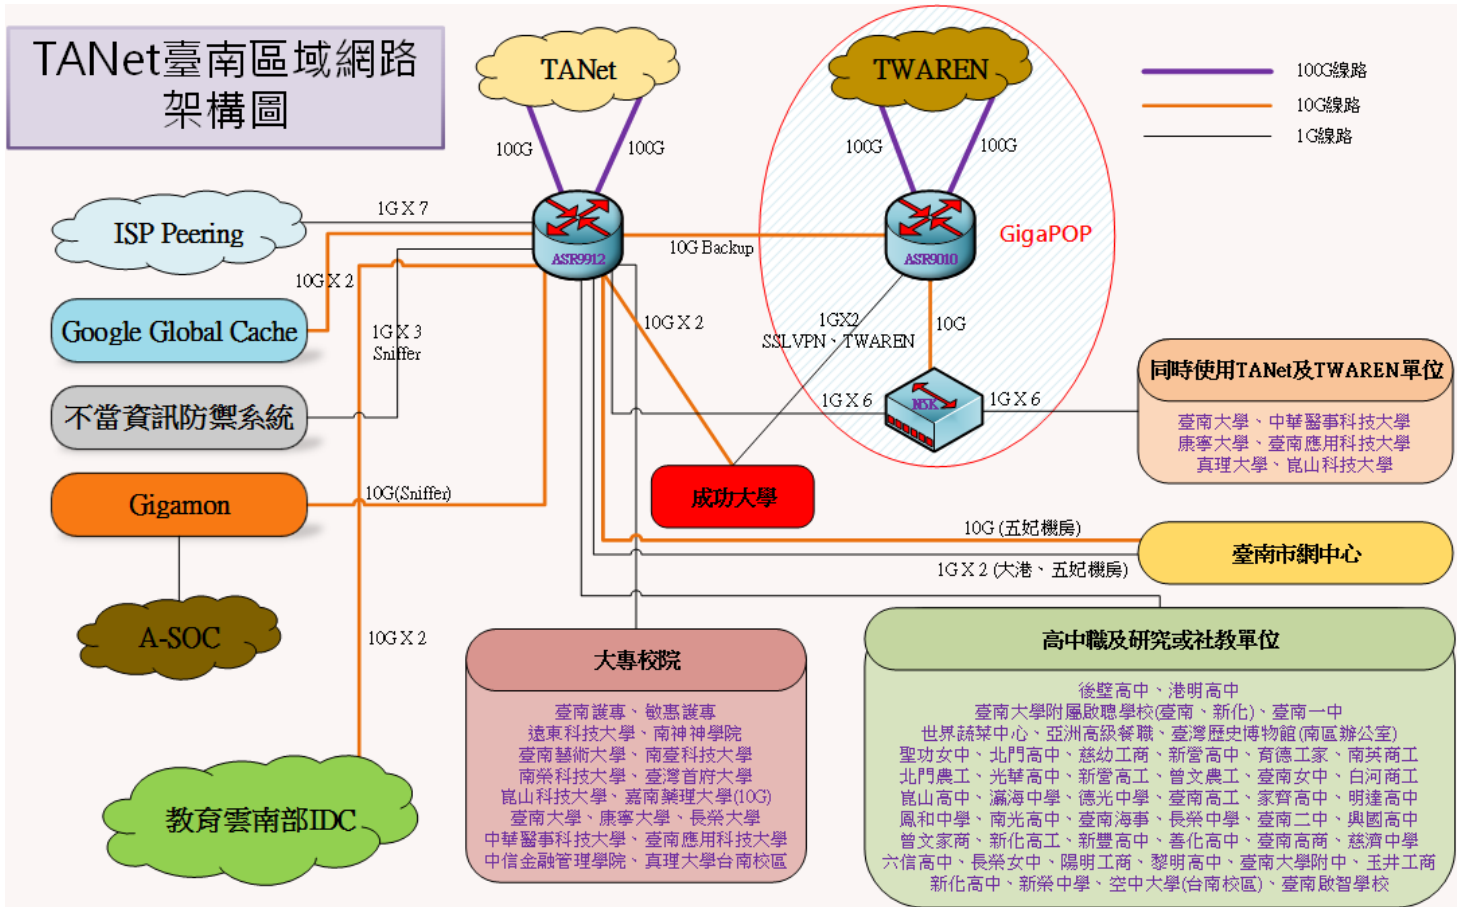 TANet臺南區域網路
架構圖
TANet
TWAREN
100G線路
10G線路
1G線路
100G
100G
100G
100G
ISP Peering
1G X 7
ASR9912
10G Backup
ASR9010
GigaPOP
10G X 2
Google Global Cache
1G X 3
Sniffer
10G X 2
1GX2
SSLVPN、TWAREN
10G
不當資訊防禦系統
1G X 6
N5K
1G X 6
同時使用TANet及TWAREN單位
臺南大學、中華醫事科技大學
康寧大學、臺南應用科技大學
真理大學、崑山科技大學
Gigamon
10G(Sniffer)
成功大學
10G (五妃機房)
臺南市網中心
1G X 2 (大港、五妃機房)
A-SOC
10G X 2
教育雲南部IDC
大專校院
臺南護專、敏惠護專
遠東科技大學、南神神學院
臺南藝術大學、南臺科技大學
南榮科技大學、臺灣首府大學
崑山科技大學、嘉南藥理大學(10G)
臺南大學、康寧大學、長榮大學
中華醫事科技大學、臺南應用科技大學
中信金融管理學院、真理大學台南校區
高中職及研究或社教單位
後壁高中、港明高中
臺南大學附屬啟聰學校(臺南、新化)、臺南一中
世界蔬菜中心、亞洲高級餐職、臺灣歷史博物館(南區辦公室)
聖功女中、北門高中、慈幼工商、新營高中、育德工家、南英商工
北門農工、光華高中、新營高工、曾文農工、臺南女中、白河商工
崑山高中、瀛海中學、德光中學、臺南高工、家齊高中、明達高中
鳳和中學、南光高中、臺南海事、長榮中學、臺南二中、興國高中
曾文家商、新化高工、新豐高中、善化高中、臺南高商、慈濟中學
六信高中、長榮女中、陽明工商、黎明高中、臺南大學附中、玉井工商
新化高中、新榮中學、空中大學(台南校區)、臺南啟智學校